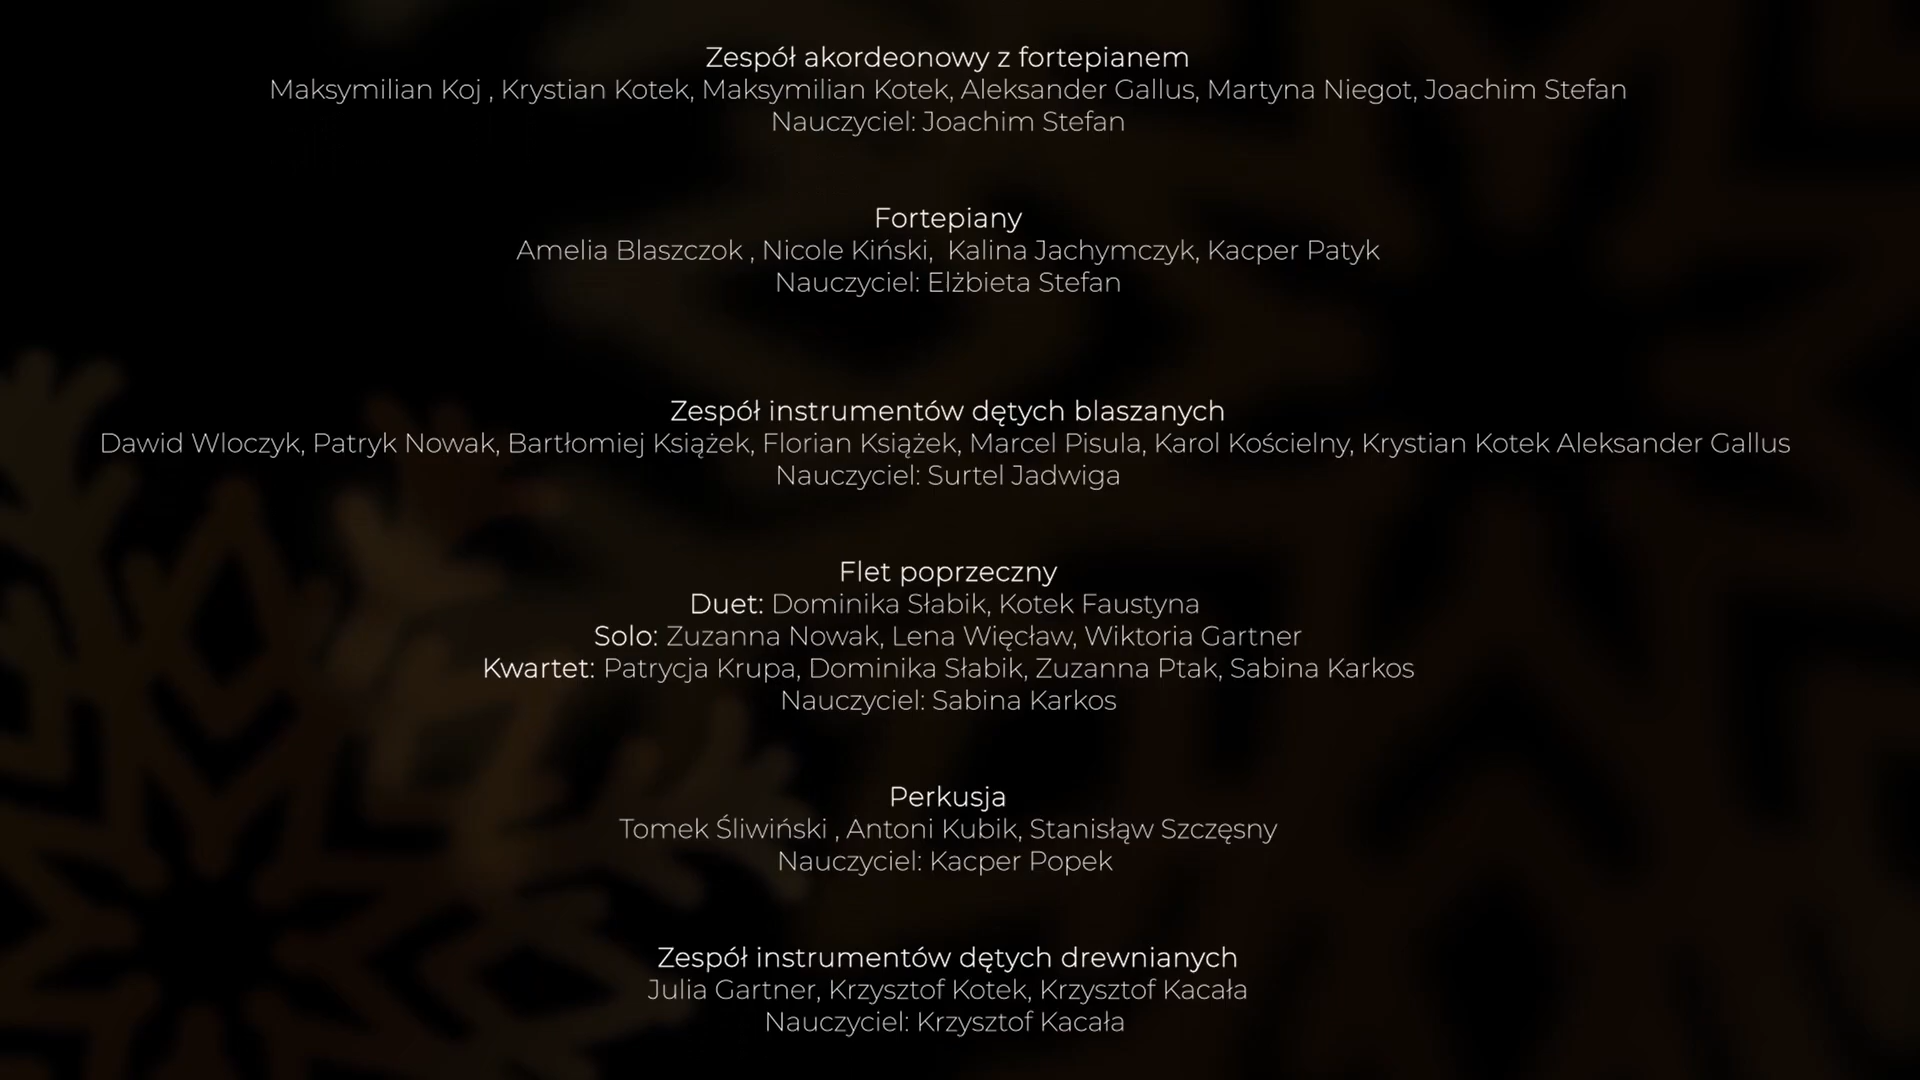 Zespół akordeonowy z fortepianem
Maksymilian Koj , Krystian Kotek, Maksymilian Kotek, Aleksander Gallus, Martyna Niegot, Joachim Stefan
Nauczyciel: Joachim Stefan
Fortepiany
Amelia Blaszczok , Nicole Kiński,  Kalina Jachymczyk, Kacper Patyk
Nauczyciel: Elżbieta Stefan
Zespół instrumentów dętych blaszanych
Dawid Wloczyk, Patryk Nowak, Bartłomiej Książek, Florian Książek, Marcel Pisula, Karol Kościelny, Krystian Kotek Aleksander Gallus
Nauczyciel: Surtel Jadwiga
Flet poprzeczny
Duet: Dominika Słabik, Kotek Faustyna
Solo: Zuzanna Nowak, Lena Więcław, Wiktoria Gartner
Kwartet: Patrycja Krupa, Dominika Słabik, Zuzanna Ptak, Sabina Karkos
Nauczyciel: Sabina Karkos
Perkusja
Tomek Śliwiński , Antoni Kubik, Stanisłąw Szczęsny
Nauczyciel: Kacper Popek
Zespół instrumentów dętych drewnianych
Julia Gartner, Krzysztof Kotek, Krzysztof Kacała
Nauczyciel: Krzysztof Kacała